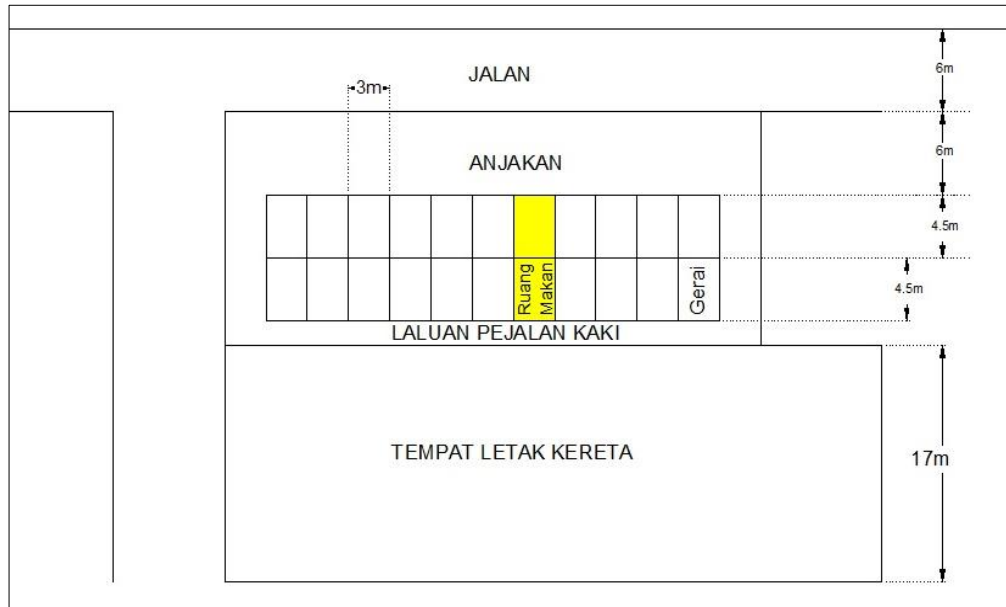 JALAN
6m
3m
6m
ANJAKAN
4.5m
Ruang
Makan
Gerai
4.5m
LALUAN PEJALAN KAKI
TEMPAT LETAK KERETA
17m